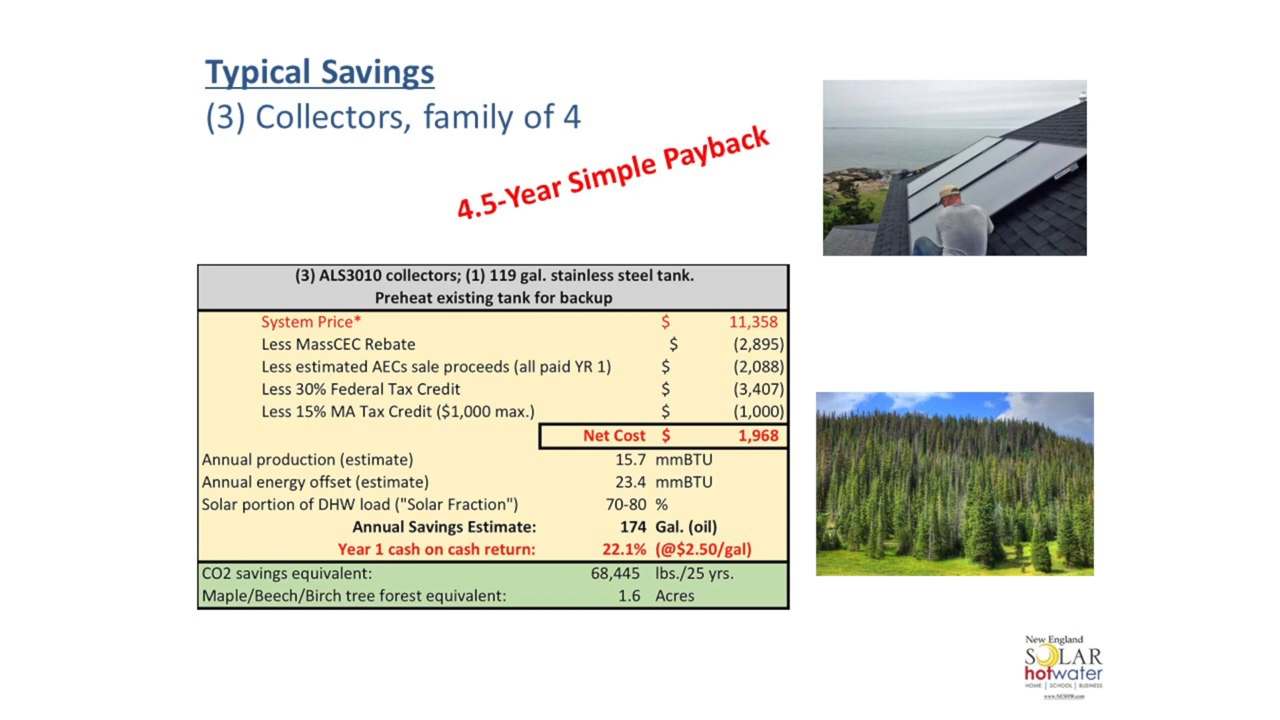 Typical Savings
(3) Collectors, family of 4
4.5-Year Simple Payback
(3) ALS3010 collectors; (1) 119 gal. stainless steel tank.
Preheat existing tank for backup
System Price* $ 11,358
Less MassCEC Rebate $ (2,895)
Less estimated AECs sale proceeds (all paid YR 1) $ (2,088)
Less 30% Federal Tax Credit $ (3,407)
Less 15% MA Tax Credit ($1,000 max.) $ (1,000)
Net Cost $ 1,968
Annual production (estimate) 15.7 mmBTU
Annual energy offset (estimate) 23.4 mmBTU
Solar portion of DHW load ("Solar Fraction") 70-80 %
Annual Savings Estimate: 174 Gal. (oil)
Year 1 cash on cash return: 22.1% (@$2.50/gal)
CO2 savings equivalent: 68,445 lbs./25 yrs.
Maple/Beech/Birch tree forest equivalent: 1.6 Acres
New England
SOLAR
hotwater
HOME | SCHOOL | BUSINESS
www.NESHW.com